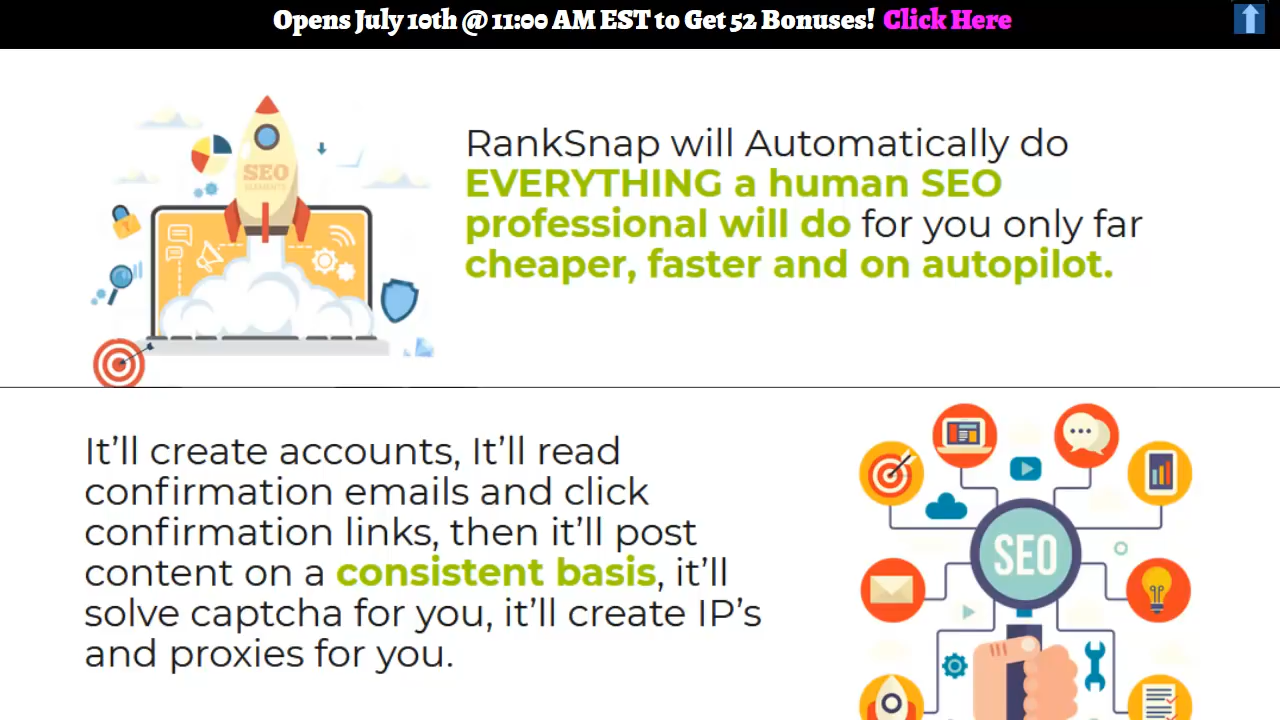 Opens July 10th @ 11:00 AM EST to Get 52 Bonuses! Click Here
SEO
ELEMENTS
RankSnap will Automatically do
EVERYTHING a human SEO
professional will do for you only far
cheaper, faster and on autopilot.
It’ll create accounts, It’ll read
confirmation emails and click
confirmation links, then it’ll post
content on a consistent basis, it’ll
solve captcha for you, it’ll create IP’s
and proxies for you.
SEO